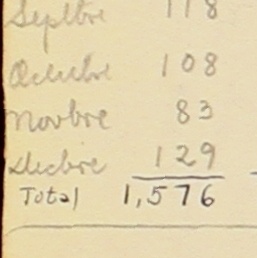 Septbre 118
Octobre 108
Novbre 83
Decbre 129
Total 1,576